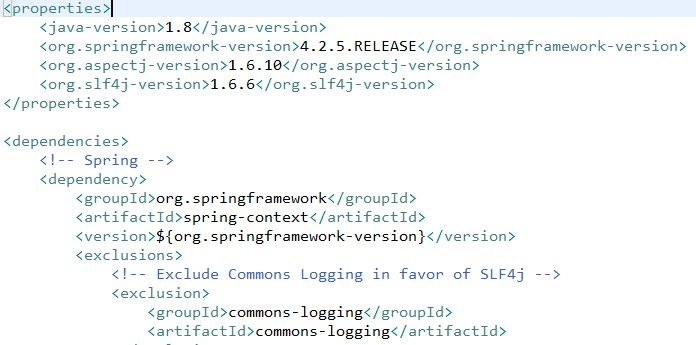 <properties>
    <java-version>1.8</java-version>
    <org.springframework-version>4.2.5.RELEASE</org.springframework-version>
    <org.aspectj-version>1.6.10</org.aspectj-version>
    <org.slf4j-version>1.6.6</org.slf4j-version>
</properties>

<dependencies>
    <!-- Spring -->
    <dependency>
        <groupId>org.springframework</groupId>
        <artifactId>spring-context</artifactId>
        <version>${org.springframework-version}</version>
        <exclusions>
            <!-- Exclude Commons Logging in favor of SLF4j -->
            <exclusion>
                <groupId>commons-logging</groupId>
                <artifactId>commons-logging</artifactId>